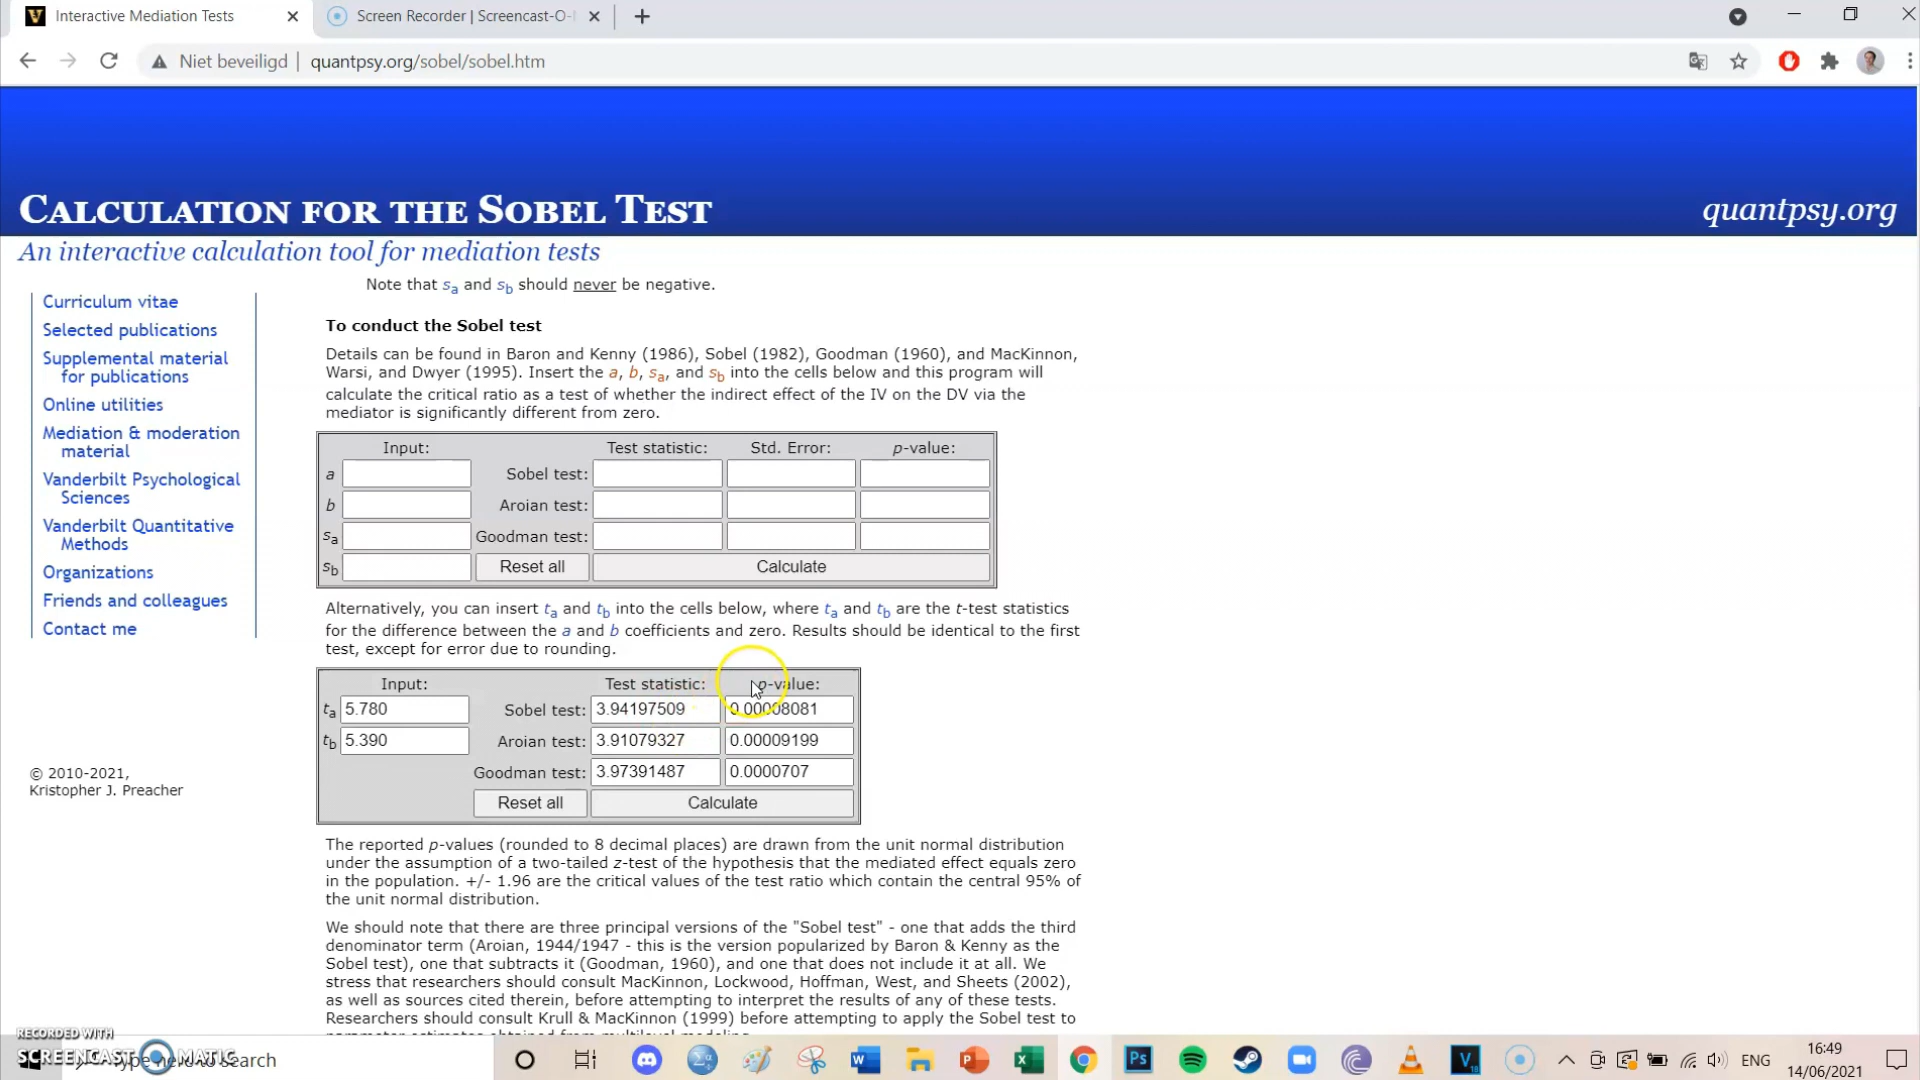 Interactive Mediation Tests
Screen Recorder | Screencast-O-
Niet beveiligd | quantpsy.org/sobel/sobel.htm
CALCULATION FOR THE SOBEL TEST
quantpsy.org
An interactive calculation tool for mediation tests
Curriculum vitae
Selected publications
Supplemental material
for publications
Online utilities
Mediation & moderation
material
Vanderbilt Psychological
Sciences
Vanderbilt Quantitative
Methods
Organizations
Friends and colleagues
Contact me
© 2010-2021,
Kristopher J. Preacher
Note that sa and sb should never be negative.
To conduct the Sobel test
Details can be found in Baron and Kenny (1986), Sobel (1982), Goodman (1960), and MacKinnon,
Warsi, and Dwyer (1995). Insert the a, b, sa, and sb into the cells below and this program will
calculate the critical ratio as a test of whether the indirect effect of the IV on the DV via the
mediator is significantly different from zero.
Input: Test statistic: Std. Error: p-value:
a Sobel test:
b Aroian test:
sa Goodman test:
sb Reset all Calculate
Alternatively, you can insert ta and tb into the cells below, where ta and tb are the t-test statistics
for the difference between the a and b coefficients and zero. Results should be identical to the first
test, except for error due to rounding.
Input: Test statistic: p-value:
ta 5.780 Sobel test: 3.94197509 0.00008081
tb 5.390 Aroian test: 3.91079327 0.00009199
Goodman test: 3.97391487 0.0000707
Reset all Calculate
The reported p-values (rounded to 8 decimal places) are drawn from the unit normal distribution
under the assumption of a two-tailed z-test of the hypothesis that the mediated effect equals zero
in the population. +/- 1.96 are the critical values of the test ratio which contain the central 95% of
the unit normal distribution.
We should note that there are three principal versions of the "Sobel test" - one that adds the third
denominator term (Aroian, 1944/1947 - this is the version popularized by Baron & Kenny as the
Sobel test), one that subtracts it (Goodman, 1960), and one that does not include it at all. We
stress that researchers should consult MacKinnon, Lockwood, Hoffman, West, and Sheets (2002),
as well as sources cited therein, before attempting to interpret the results of any of these tests.
Researchers should consult Krull & MacKinnon (1999) before attempting to apply the Sobel test to
parameter estimates obtained from multilevel modeling.
RECORDED WITH
SCREENCAST MATIC
Type here to search
ENG
16:49
14/06/2021